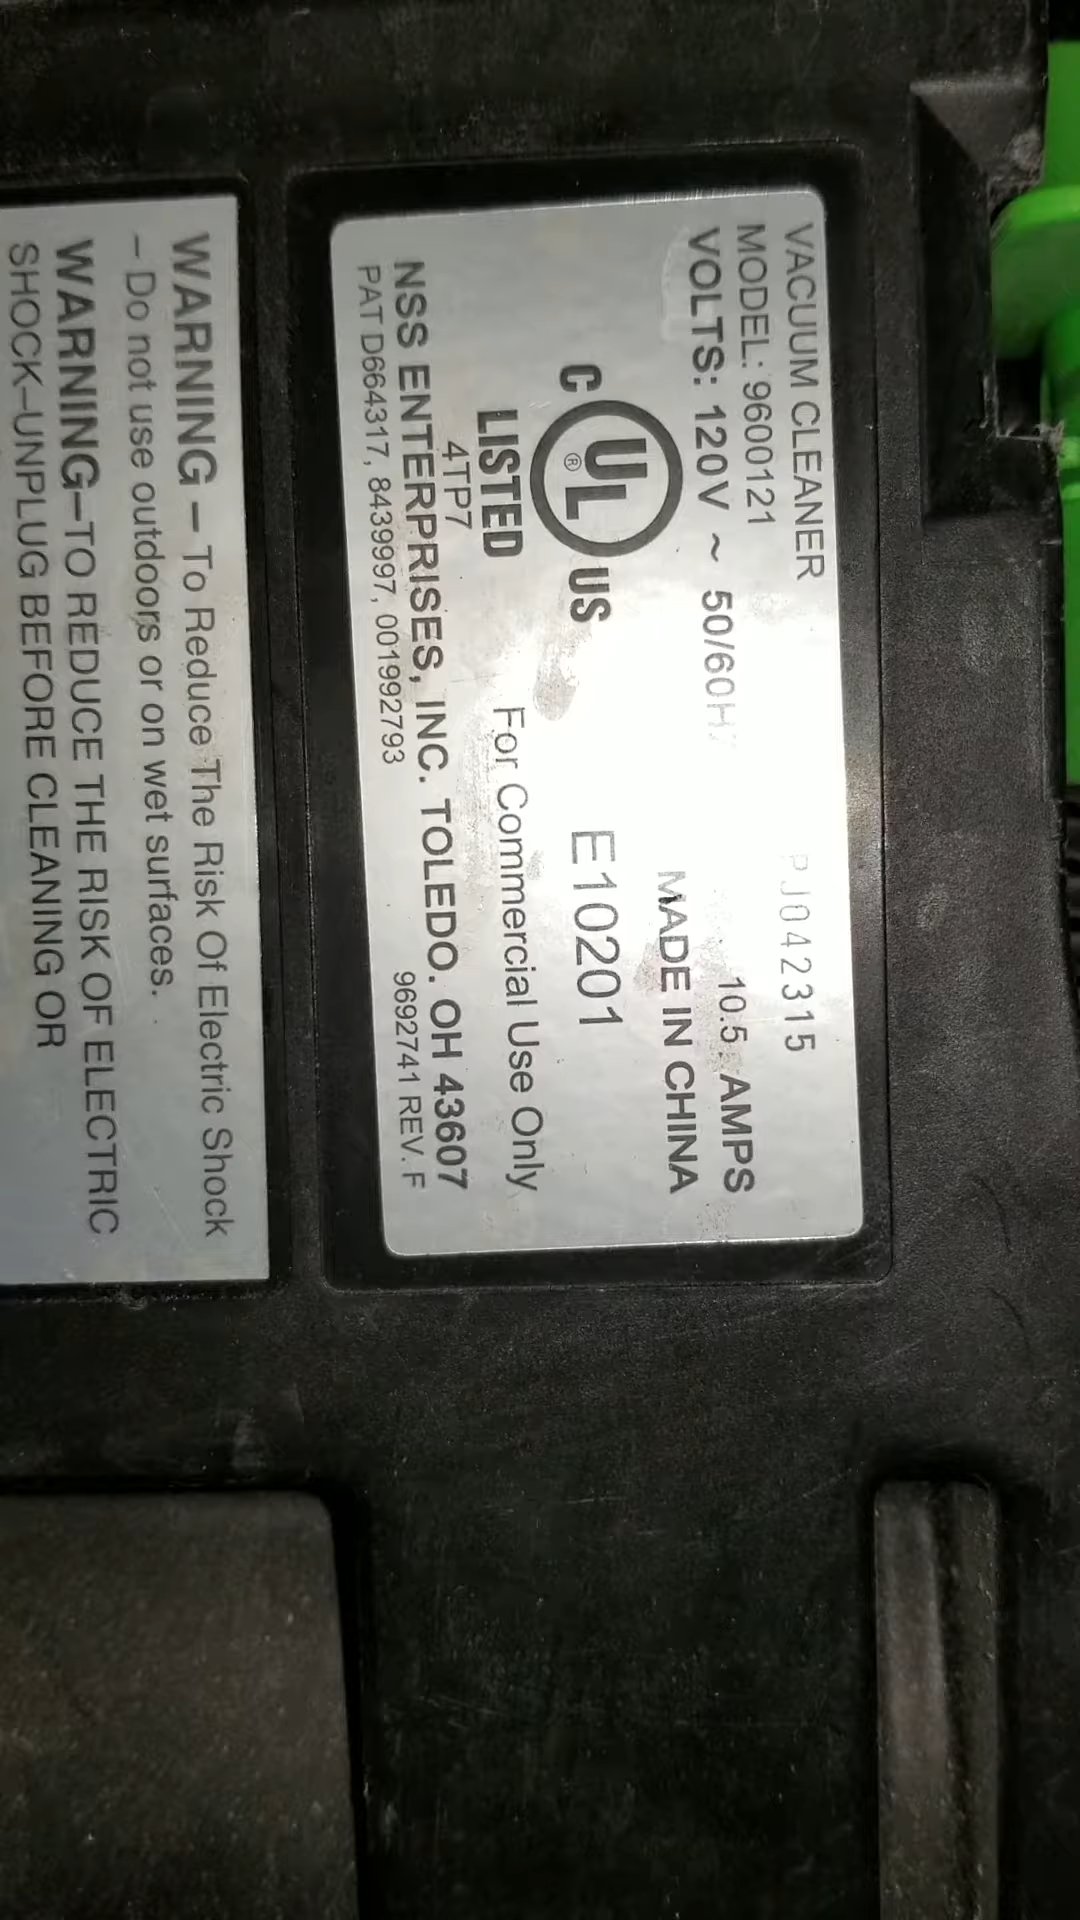 VACUUM CLEANER PJ042315
MODEL: 9600121
VOLTS: 120V ~ 50/60Hz 10.5 AMPS
MADE IN CHINA
C UL ® US
E10201
LISTED
4TP7
For Commercial Use Only
NSS ENTERPRISES, INC. TOLEDO. OH 43607
PAT D664317, 8439997, 001992793 9692741 REV. F
WARNING – To Reduce The Risk Of Electric Shock
– Do not use outdoors or on wet surfaces.
WARNING–TO REDUCE THE RISK OF ELECTRIC
SHOCK–UNPLUG BEFORE CLEANING OR